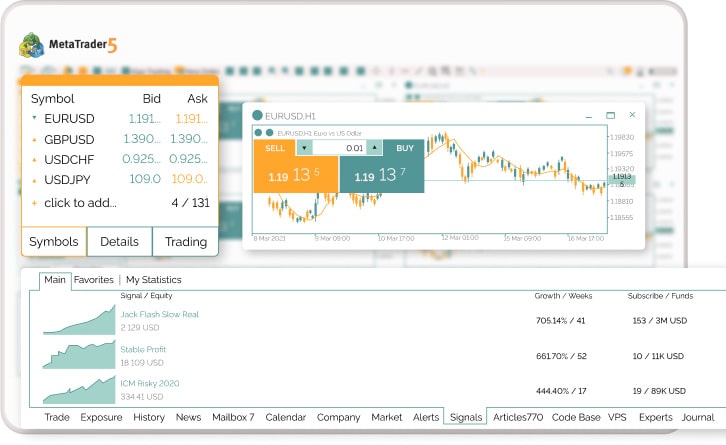 MetaTrader 5
Symbol Bid Ask
EURUSD 1.191... 1.191...
GBPUSD 1.390... 1.390...
USDCHF 0.925... 0.925...
USDJPY 109.0 109.0..
click to add... 4 / 131
Symbols Details Trading
EURUSD,H1
EURUSD,H1 Euro vs US Dollar
SELL 0.01 BUY
1.19 13 5 1.19 13 7
1.19830
1.19575
1.19320
1.1913
1.18810
1.18555
8 Mar 2021 9 Mar 09:00 10 Mar 17:00 12 Mar 01:00 15 Mar 09:00 16 Mar 17:00
Main Favorites | My Statistics
Signal / Equity Growth / Weeks Subscribe / Funds
Jack Flash Slow Real 705.14% / 41 153 / 3M USD
2 129 USD
Stable Profit 661.70% / 52 10 / 11K USD
18 109 USD
ICM Risky 2020 444.40% / 17 19 / 89K USD
334.41 USD
Trade Exposure History News Mailbox 7 Calendar Company Market Alerts Signals Articles770 Code Base VPS Experts Journal